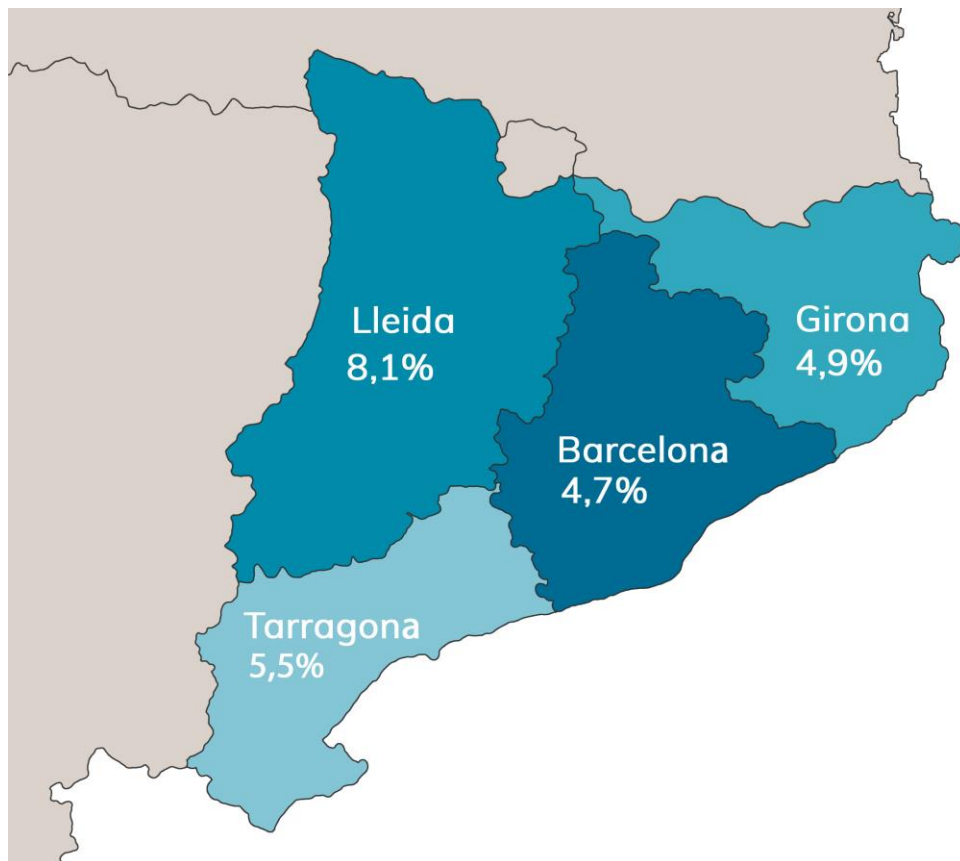 Lleida
8,1%
Girona
4,9%
Barcelona
4,7%
Tarragona
5,5%